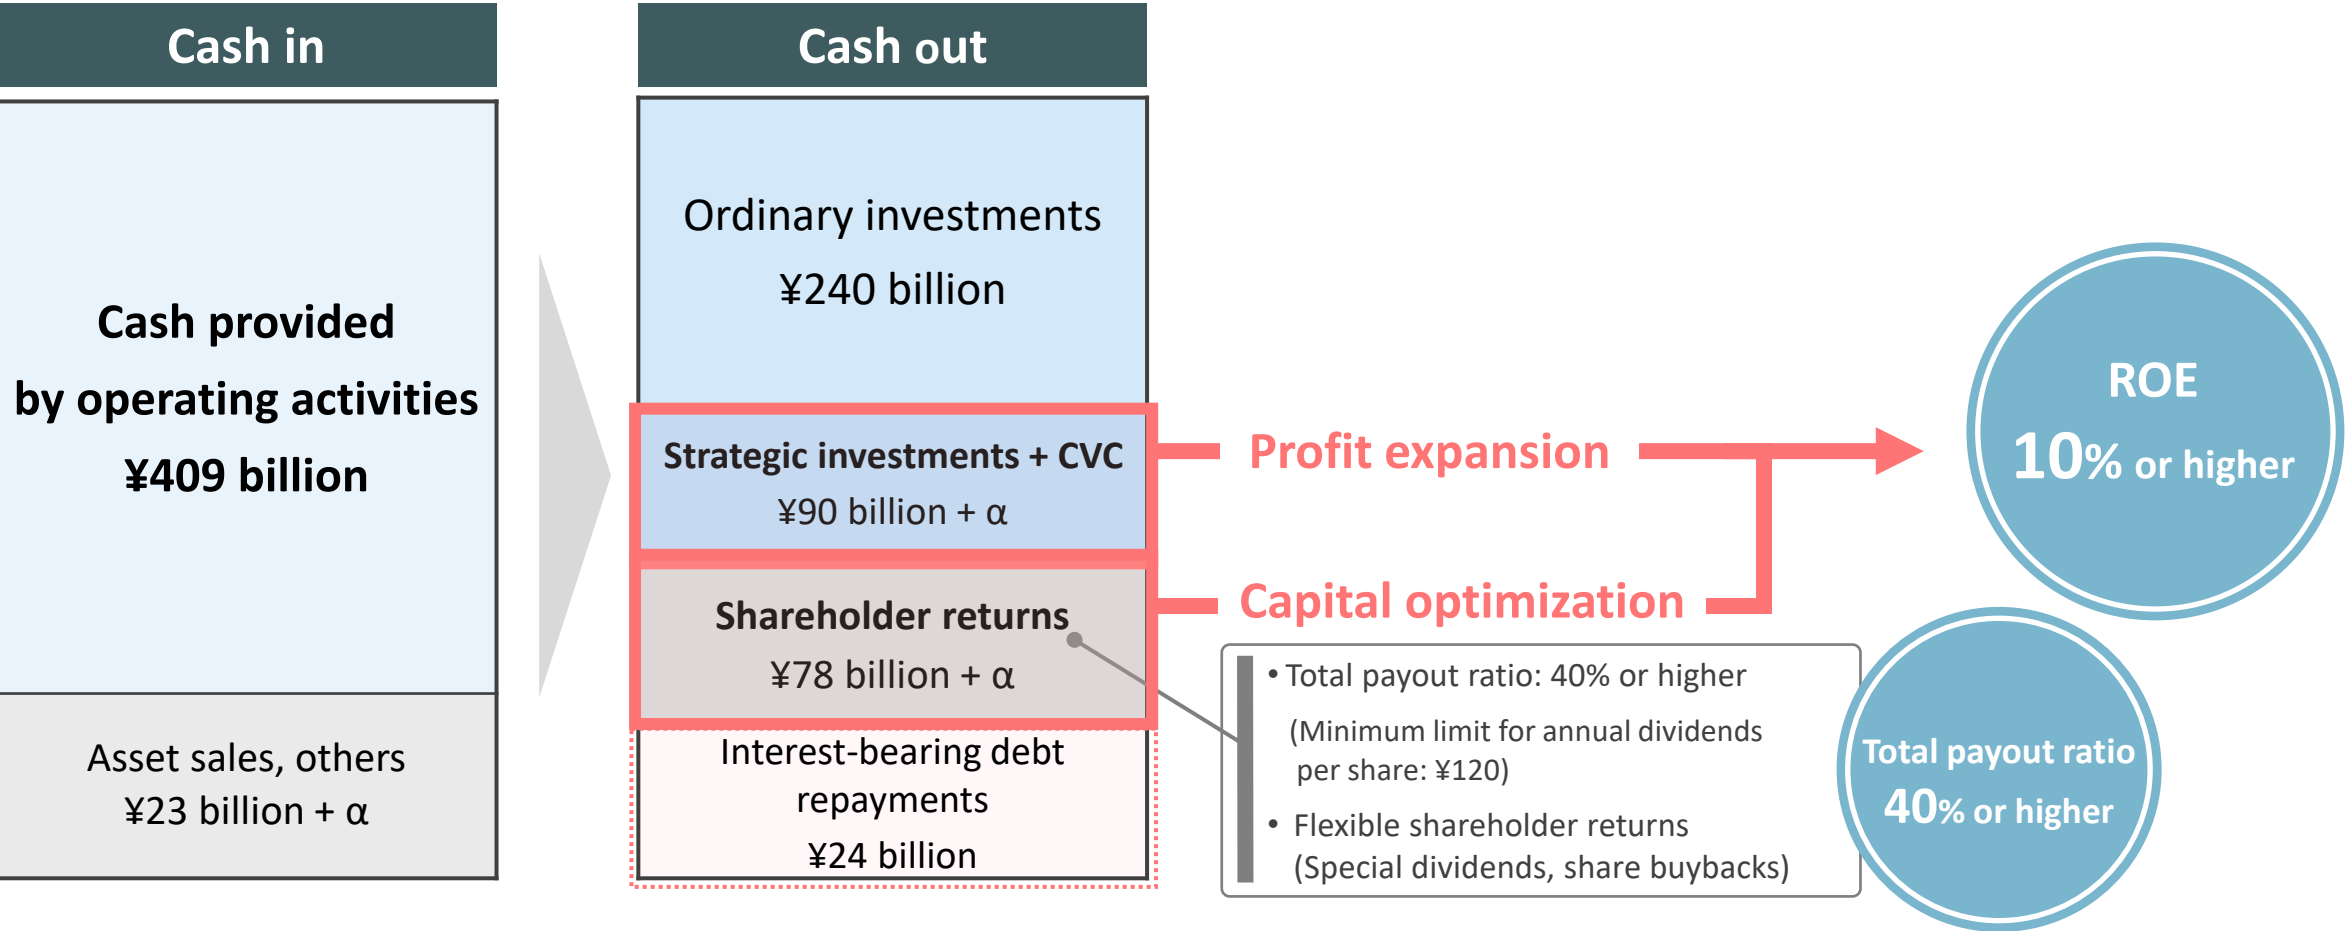 Cash in
Cash provided
by operating activities
¥409 billion
Asset sales, others
¥23 billion + α
Cash out
Ordinary investments
¥240 billion
Strategic investments + CVC
¥90 billion + α
Shareholder returns
¥78 billion + α
Interest-bearing debt
repayments
¥24 billion
Profit expansion
Capital optimization
• Total payout ratio: 40% or higher
(Minimum limit for annual dividends
per share: ¥120)
• Flexible shareholder returns
(Special dividends, share buybacks)
ROE
10% or higher
Total payout ratio
40% or higher